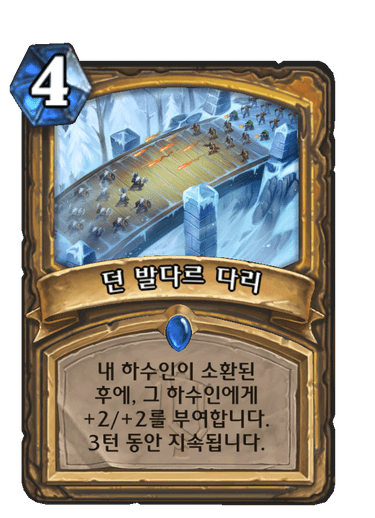 4
던 발다르 다리
내 하수인이 소환된
후에, 그 하수인에게
+2/+2를 부여합니다.
3턴 동안 지속됩니다.